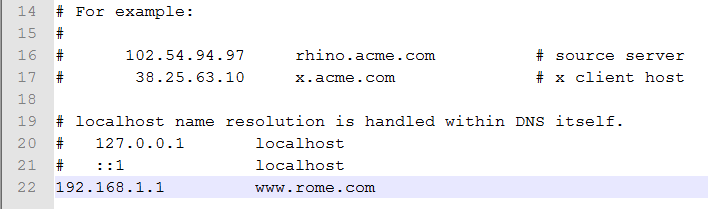 14 # For example:
15 #
16 #      102.54.94.97     rhino.acme.com          # source server
17 #       38.25.63.10     x.acme.com              # x client host
18
19 # localhost name resolution is handled within DNS itself.
20 #   127.0.0.1       localhost
21 #   ::1             localhost
22 192.168.1.1         www.rome.com